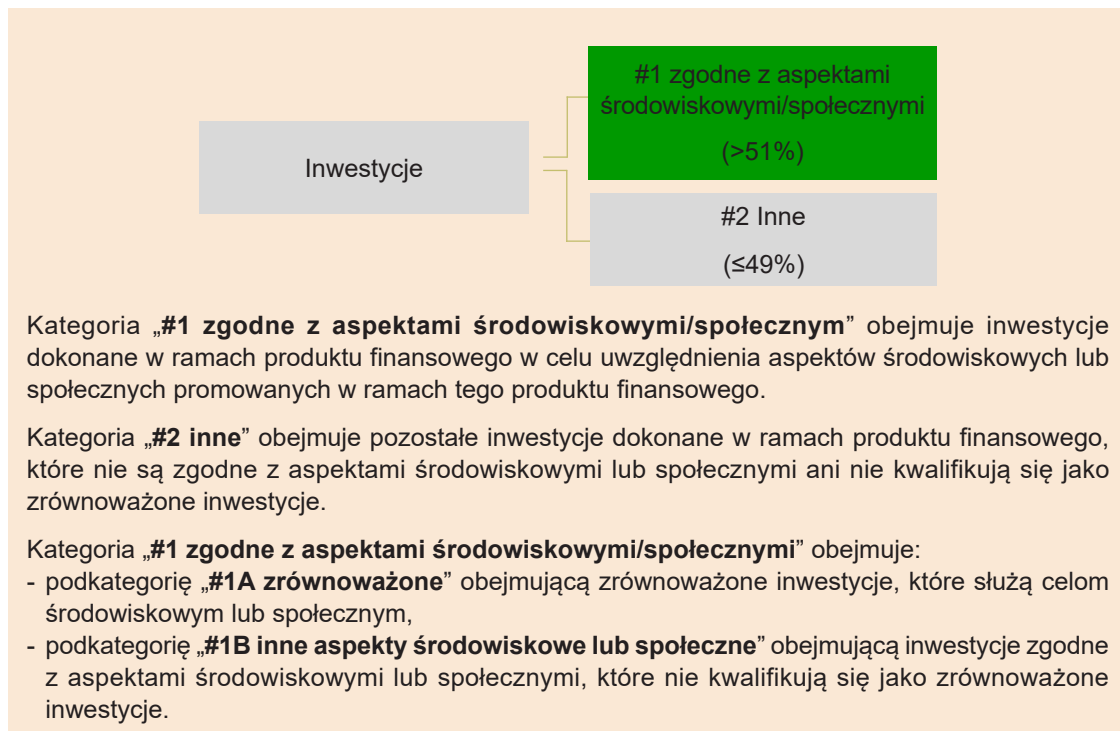 #1 zgodne z aspektami
środowiskowymi/społecznymi
(>51%)
Inwestycje
#2 Inne
(≤49%)
Kategoria „#1 zgodne z aspektami środowiskowymi/społecznym” obejmuje inwestycje
dokonane w ramach produktu finansowego w celu uwzględnienia aspektów środowiskowych lub
społecznych promowanych w ramach tego produktu finansowego.
Kategoria „#2 inne” obejmuje pozostałe inwestycje dokonane w ramach produktu finansowego,
które nie są zgodne z aspektami środowiskowymi lub społecznymi ani nie kwalifikują się jako
zrównoważone inwestycje.
Kategoria „#1 zgodne z aspektami środowiskowymi/społecznymi” obejmuje:
- podkategorię „#1A zrównoważone” obejmującą zrównoważone inwestycje, które służą celom
środowiskowym lub społecznym,
- podkategorię „#1B inne aspekty środowiskowe lub społeczne” obejmującą inwestycje zgodne
z aspektami środowiskowymi lub społecznymi, które nie kwalifikują się jako zrównoważone
inwestycje.